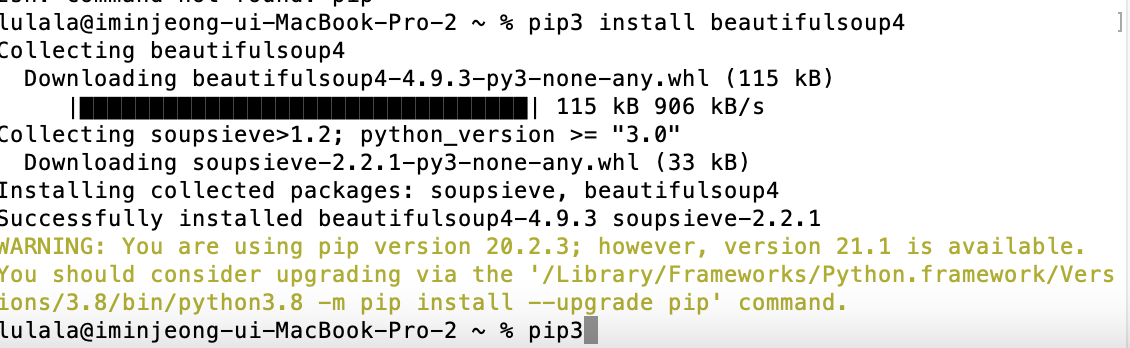 lulala@iminjeong-ui-MacBook-Pro-2 ~ % pip3 install beautifulsoup4 ]
Collecting beautifulsoup4
  Downloading beautifulsoup4-4.9.3-py3-none-any.whl (115 kB)
     |████████████████████████████████| 115 kB 906 kB/s
Collecting soupsieve>1.2; python_version >= "3.0"
  Downloading soupsieve-2.2.1-py3-none-any.whl (33 kB)
Installing collected packages: soupsieve, beautifulsoup4
Successfully installed beautifulsoup4-4.9.3 soupsieve-2.2.1
WARNING: You are using pip version 20.2.3; however, version 21.1 is available.
You should consider upgrading via the '/Library/Frameworks/Python.framework/Vers
ions/3.8/bin/python3.8 -m pip install --upgrade pip' command.
lulala@iminjeong-ui-MacBook-Pro-2 ~ % pip3